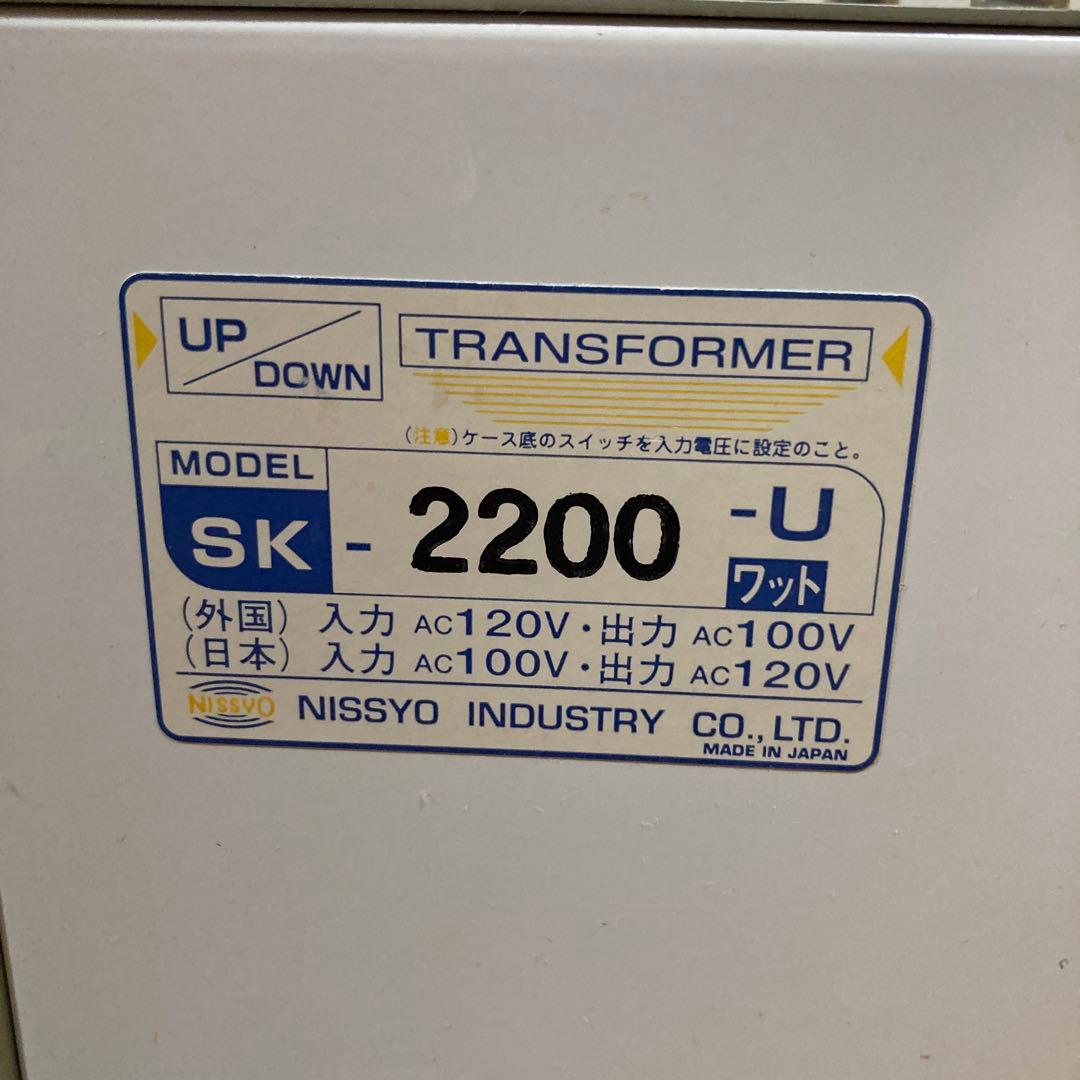 UP/DOWN
TRANSFORMER
(注意)ケース底のスイッチを入力電圧に設定のこと。
MODEL
SK-2200-U
ワット
(外国) 入力 AC120V・出力 AC100V
(日本) 入力 AC100V・出力 AC120V
NISSYO NISSYO INDUSTRY CO.,LTD.
MADE IN JAPAN